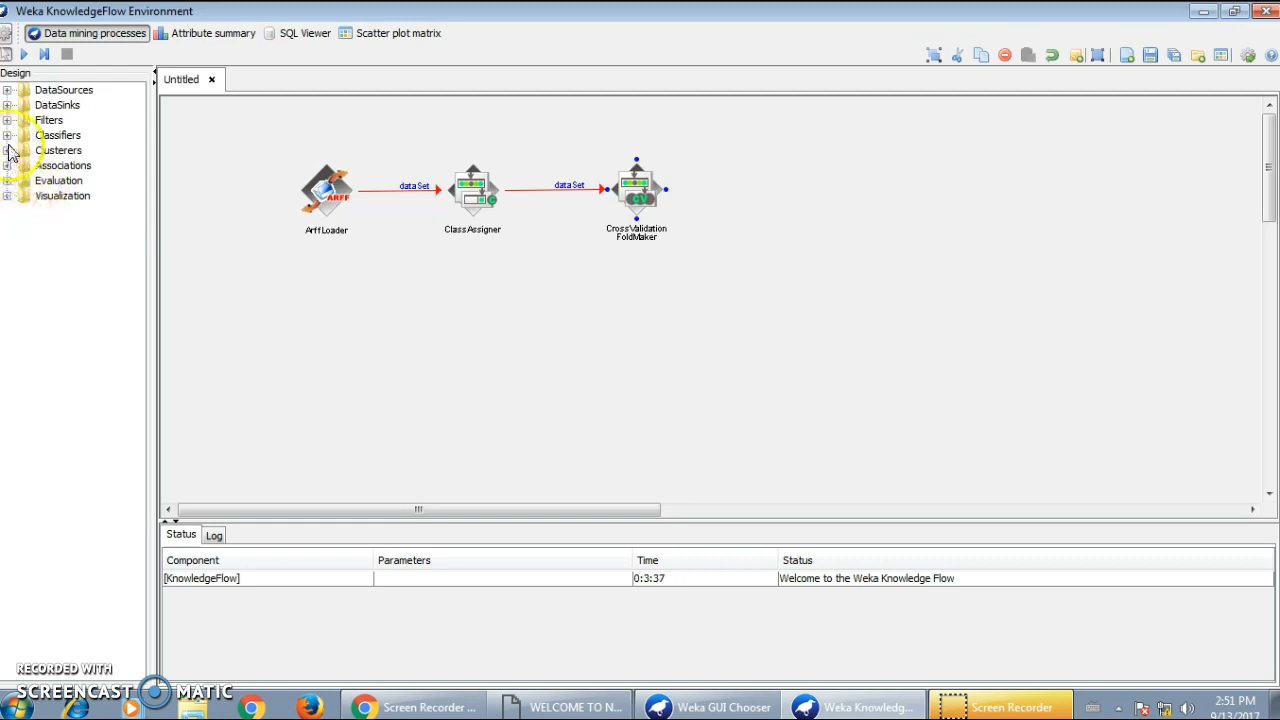 Weka KnowledgeFlow Environment
Data mining processes Attribute summary SQL Viewer Scatter plot matrix
Design
Untitled
DataSources
DataSinks
Filters
Classifiers
Clusterers
Associations
Evaluation
Visualization
dataSet
dataSet
ARFF
CV
ArffLoader
ClassAssigner
CrossValidation
FoldMaker
Status Log
Component Parameters Time Status
[KnowledgeFlow] 0:3:37 Welcome to the Weka Knowledge Flow
RECORDED WITH
SCREENCAST MATIC
Screen Recorder ...
WELCOME TO N...
Weka GUI Chooser
Weka Knowledg...
Screen Recorder
2:51 PM
9/13/2017